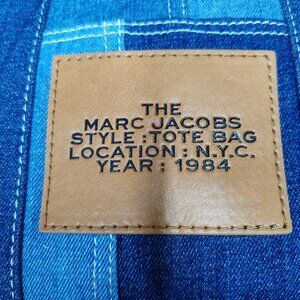 THE
MARC JACOBS
STYLE : TOTE BAG
LOCATION : N.Y.C.
YEAR : 1984